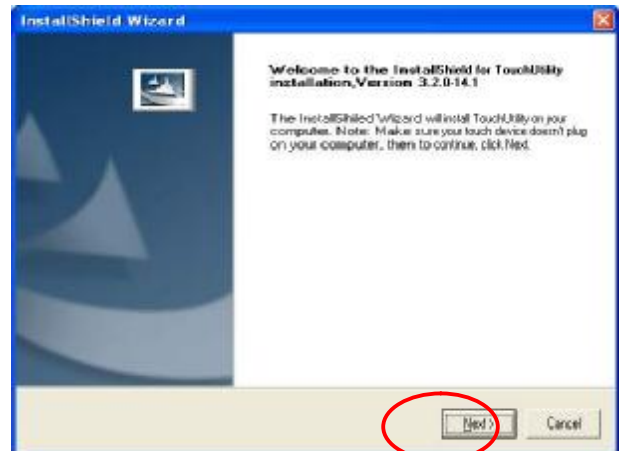 InstallShield Wizard
Welcome to the InstallShield for TouchUtility
installation,Version 3.2.0-14.1
The InstallShiled Wizard will install TouchUtility on your
computer. Note: Make sure your touch device doesn't plug
on your computer, then to continue, click Next.
Next >
Cancel